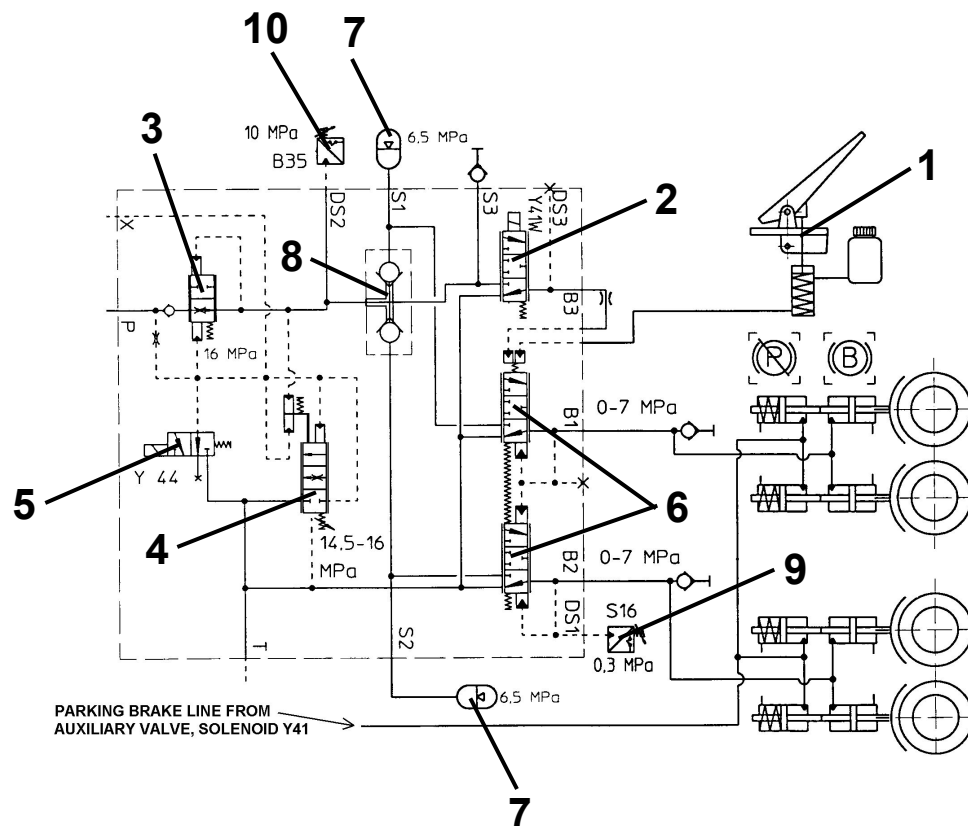 10
7
10 MPa
B35
6,5 MPa
3
1
2
8
X
DS2
S1
S3
DS3
Y41W
P
16 MPa
B3
R
B
B1
0-7 MPa
Y 44
5
4
14,5-16
MPa
6
B2
0-7 MPa
9
DS1
S16
0,3 MPa
T
S2
6,5 MPa
PARKING BRAKE LINE FROM
AUXILIARY VALVE, SOLENOID Y41
7